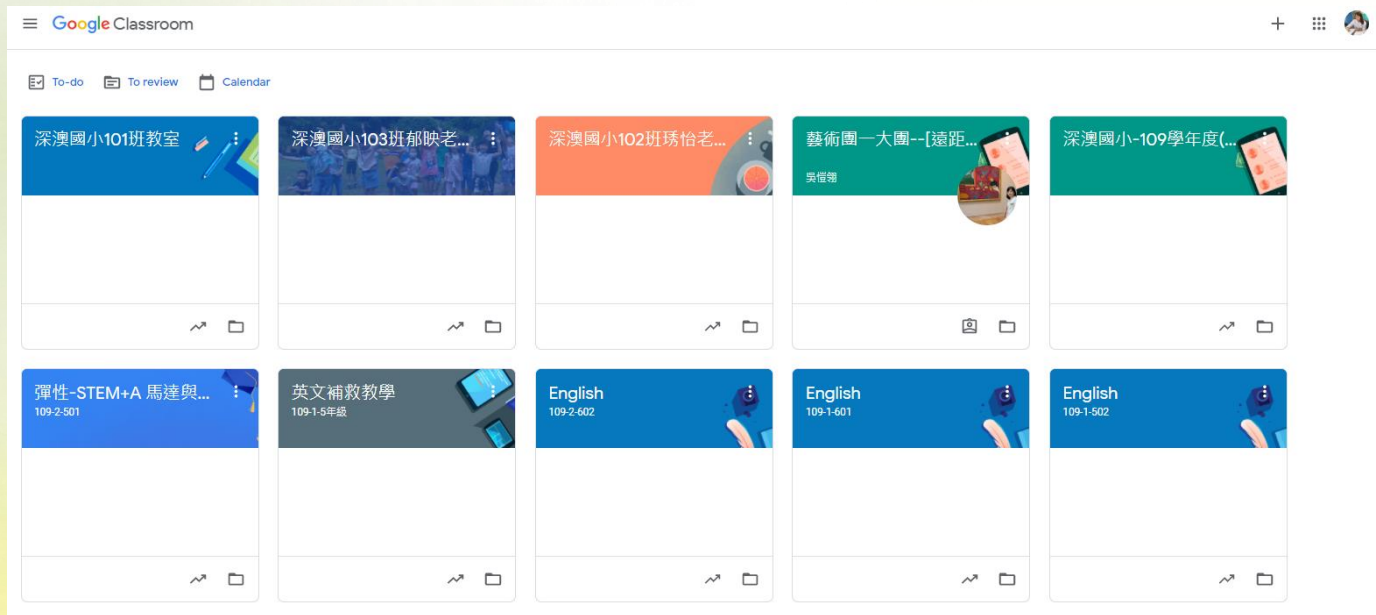 Google Classroom
To-do To review Calendar
深澳國小101班教室
深澳國小103班郁映老...
深澳國小102班琇怡老...
藝術團一大團--[遠距...
吳愷翎
深澳國小-109學年度(...
彈性-STEM+A 馬達與...
109-2-501
英文補救教學
109-1-5年級
English
109-2-602
English
109-1-601
English
109-1-502